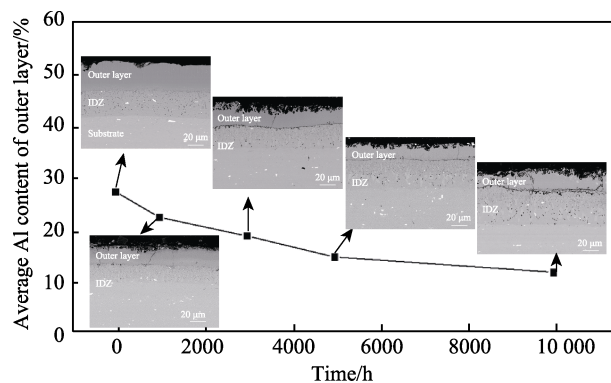 Average Al content of outer layer/%
60
50
40
30
20
10
0
Outer layer
IDZ
Substrate
20 μm
Outer layer
IDZ
20 μm
Outer layer
IDZ
20 μm
Outer layer
IDZ
20 μm
Outer layer
IDZ
20 μm
0 2000 4000 6000 8000 10 000
Time/h